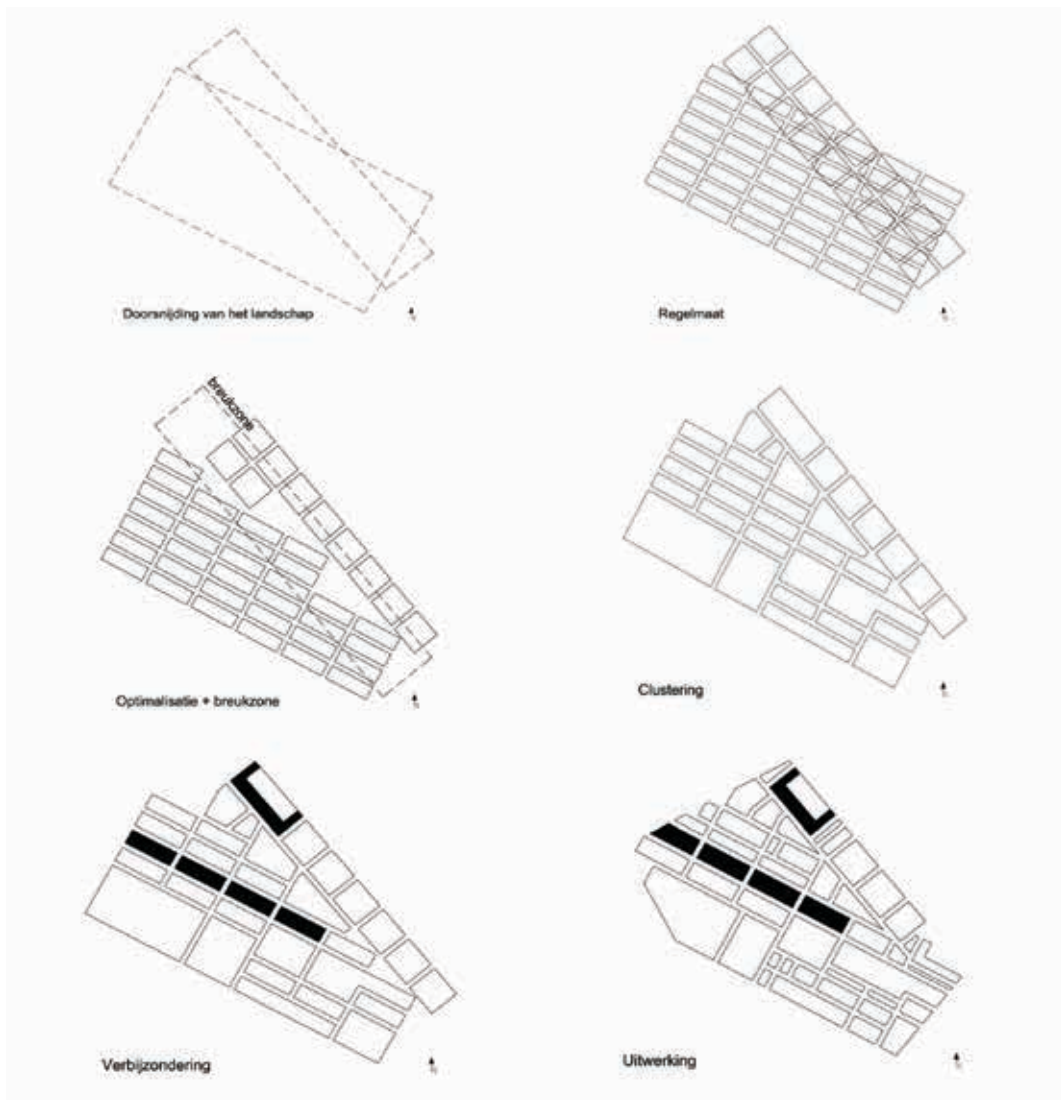 Doorsnijding van het landschap
Regelmaat
breukzone
Optimalisatie + breukzone
Clustering
Verbijzondering
Uitwerking